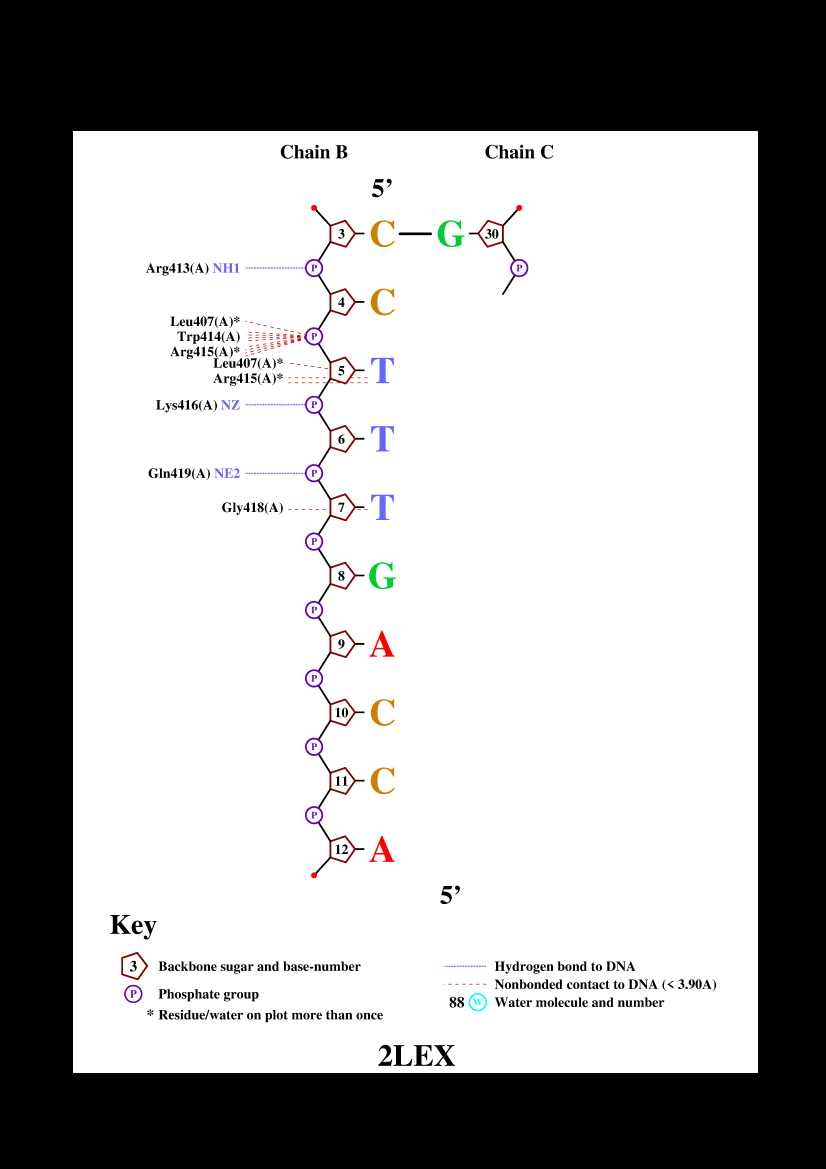 Chain B Chain C
5’
3 C G 30
Arg413(A) NH1 P P
4 C
Leu407(A)*
Trp414(A) P
Arg415(A)*
Leu407(A)*
5 T
Arg415(A)*
Lys416(A) NZ P
6 T
Gln419(A) NE2 P
Gly418(A) 7 T
P
8 G
P
9 A
P
10 C
P
11 C
P
12 A
5’
Key
3 Backbone sugar and base-number
P Phosphate group
* Residue/water on plot more than once
Hydrogen bond to DNA
Nonbonded contact to DNA (< 3.90A)
88 W Water molecule and number
2LEX